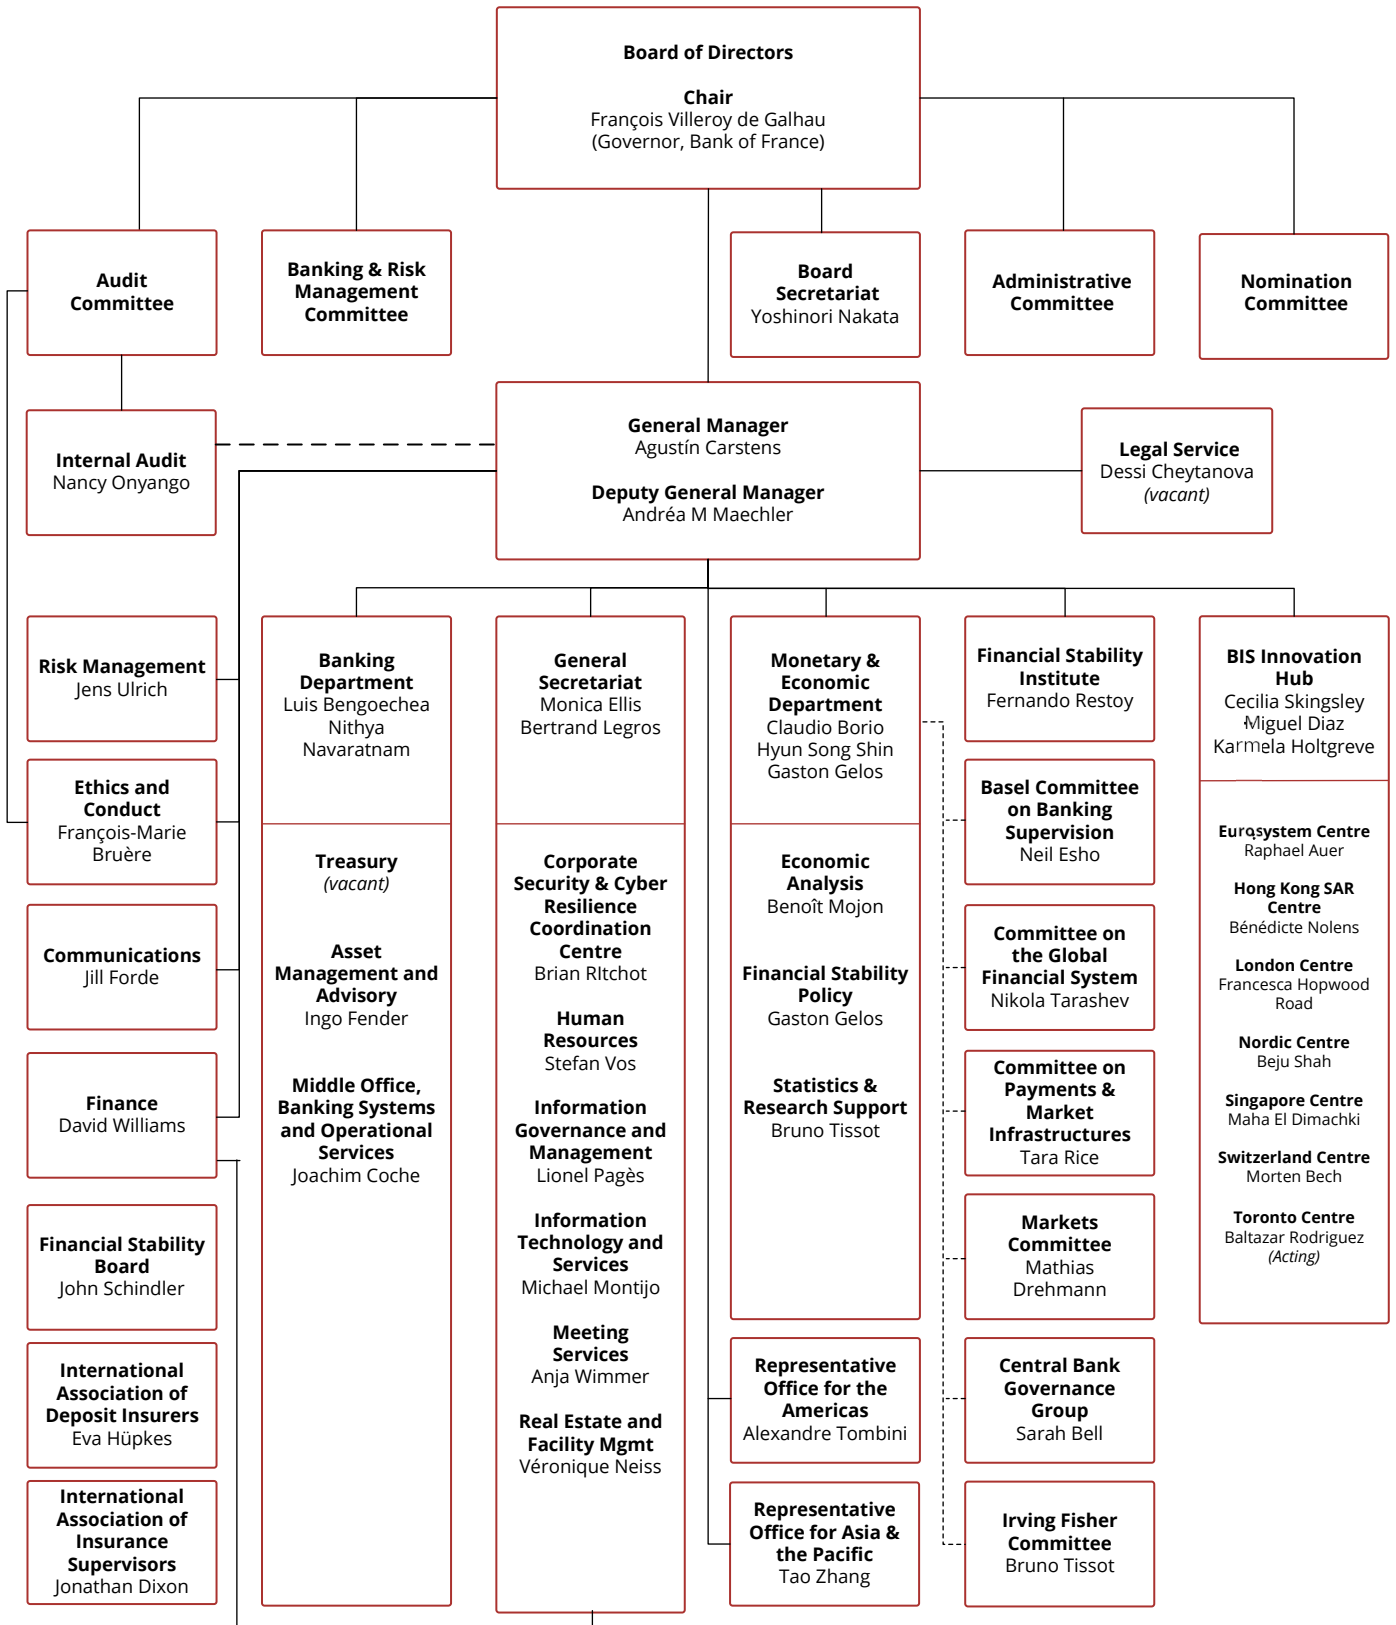 Board of Directors
Chair
François Villeroy de Galhau
(Governor, Bank of France)
Audit
Committee
Banking & Risk
Management
Committee
Board
Secretariat
Yoshinori Nakata
Administrative
Committee
Nomination
Committee
Internal Audit
Nancy Onyango
General Manager
Agustín Carstens
Deputy General Manager
Andréa M Maechler
Legal Service
Dessi Cheytanova
(vacant)
Risk Management
Jens Ulrich
Ethics and
Conduct
François-Marie
Bruère
Communications
Jill Forde
Finance
David Williams
Financial Stability
Board
John Schindler
International
Association of
Deposit Insurers
Eva Hüpkes
International
Association of
Insurance
Supervisors
Jonathan Dixon
Banking
Department
Luis Bengoechea
Nithya
Navaratnam
Treasury
(vacant)
Asset
Management and
Advisory
Ingo Fender
Middle Office,
Banking Systems
and Operational
Services
Joachim Coche
General
Secretariat
Monica Ellis
Bertrand Legros
Corporate
Security & Cyber
Resilience
Coordination
Centre
Brian RItchot
Human
Resources
Stefan Vos
Information
Governance and
Management
Lionel Pagès
Information
Technology and
Services
Michael Montijo
Meeting
Services
Anja Wimmer
Real Estate and
Facility Mgmt
Véronique Neiss
Monetary &
Economic
Department
Claudio Borio
Hyun Song Shin
Gaston Gelos
Economic
Analysis
Benoît Mojon
Financial Stability
Policy
Gaston Gelos
Statistics &
Research Support
Bruno Tissot
Representative
Office for the
Americas
Alexandre Tombini
Representative
Office for Asia &
the Pacific
Tao Zhang
Financial Stability
Institute
Fernando Restoy
Basel Committee
on Banking
Supervision
Neil Esho
Committee on
the Global
Financial System
Nikola Tarashev
Committee on
Payments &
Market
Infrastructures
Tara Rice
Markets
Committee
Mathias
Drehmann
Central Bank
Governance
Group
Sarah Bell
Irving Fisher
Committee
Bruno Tissot
BIS Innovation
Hub
Cecilia Skingsley
Miguel Diaz
Karmela Holtgreve
Eurosystem Centre
Raphael Auer
Hong Kong SAR
Centre
Bénédicte Nolens
London Centre
Francesca Hopwood
Road
Nordic Centre
Beju Shah
Singapore Centre
Maha El Dimachki
Switzerland Centre
Morten Bech
Toronto Centre
Baltazar Rodriguez
(Acting)